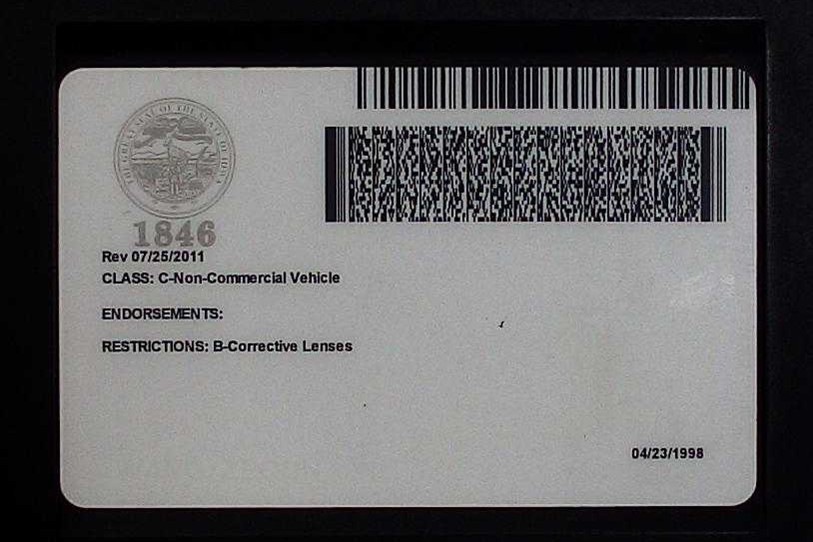 THE GREAT SEAL OF THE STATE OF IOWA
1846
Rev 07/25/2011
CLASS: C-Non-Commercial Vehicle
ENDORSEMENTS:
RESTRICTIONS: B-Corrective Lenses
04/23/1998